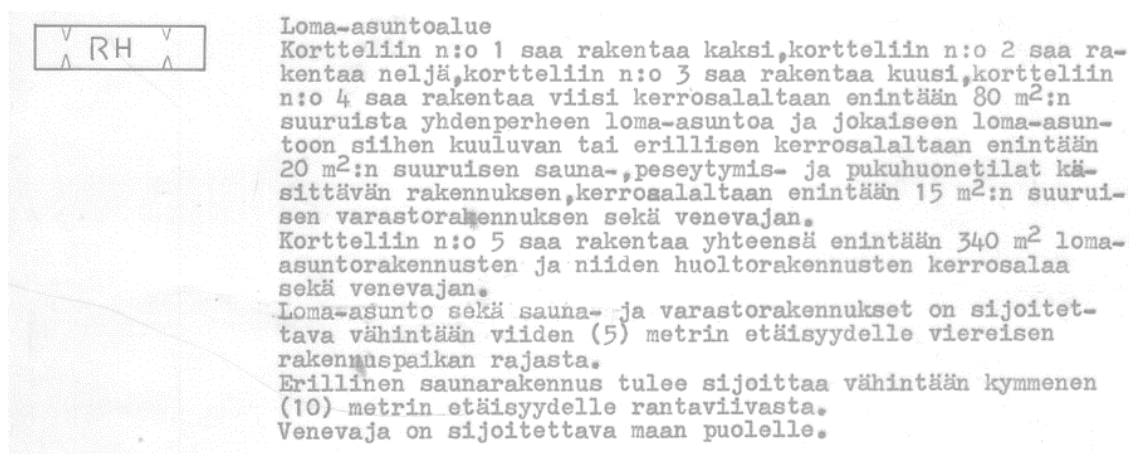 RH
Loma-asuntoalue
Kortteliin n:o 1 saa rakentaa kaksi,kortteliin n:o 2 saa ra-
kentaa neljä,kortteliin n:o 3 saa rakentaa kuusi,kortteliin
n:o 4 saa rakentaa viisi kerrosalaltaan enintään 80 m²:n
suuruista yhdenperheen loma-asuntoa ja jokaiseen loma-asun-
toon siihen kuuluvan tai erillisen kerrosalaltaan enintään
20 m²:n suuruisen sauna-,peseytymis- ja pukuhuonetilat kä-
sittävän rakennuksen,kerrosalaltaan enintään 15 m²:n suurui-
sen varastorakennuksen sekä venevajan.
Kortteliin n:o 5 saa rakentaa yhteensä enintään 340 m² loma-
asuntorakennusten ja niiden huoltorakennusten kerrosalaa
sekä venevajan.
Loma-asunto sekä sauna- ja varastorakennukset on sijoitet-
tava vähintään viiden (5) metrin etäisyydelle viereisen
rakennuspaikan rajasta.
Erillinen saunarakennus tulee sijoittaa vähintään kymmenen
(10) metrin etäisyydelle rantaviivasta.
Venevaja on sijoitettava maan puolelle.